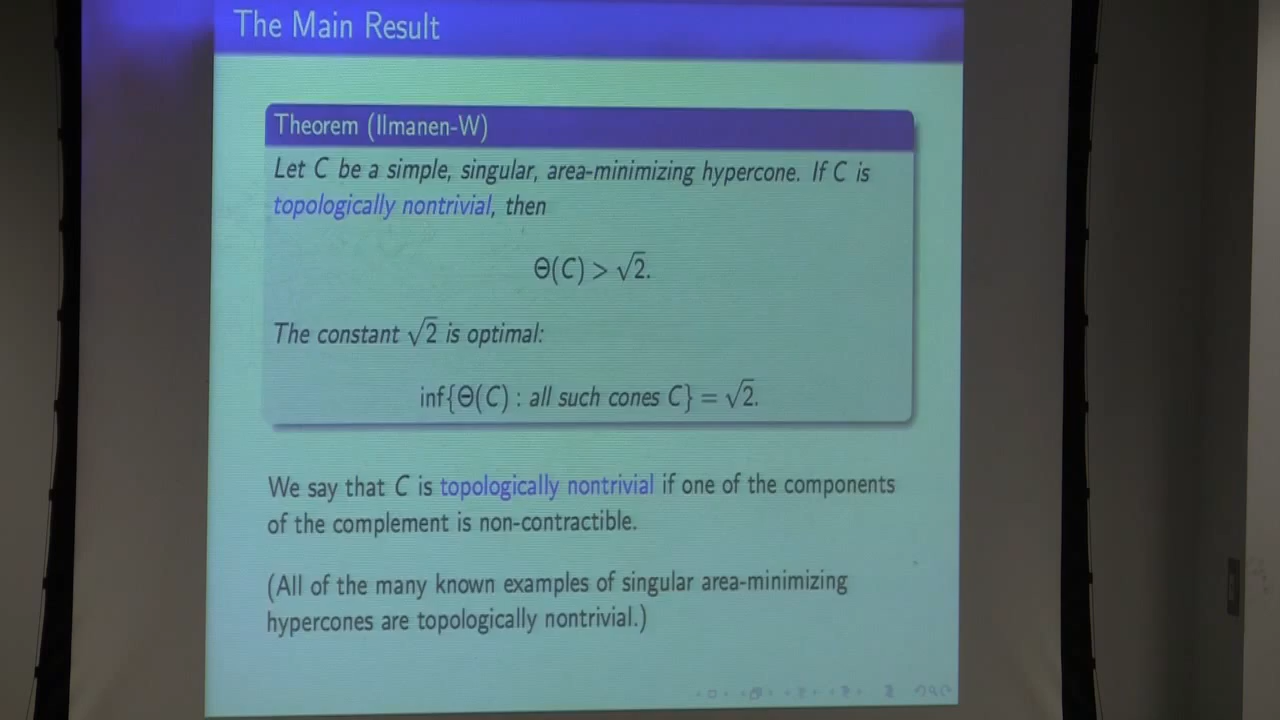 The Main Result
Theorem (Ilmanen-W)
Let C be a simple, singular, area-minimizing hypercone. If C is
topologically nontrivial, then
Θ(C) > √2.
The constant √2 is optimal:
inf{Θ(C) : all such cones C} = √2.
We say that C is topologically nontrivial if one of the components
of the complement is non-contractible.
(All of the many known examples of singular area-minimizing
hypercones are topologically nontrivial.)